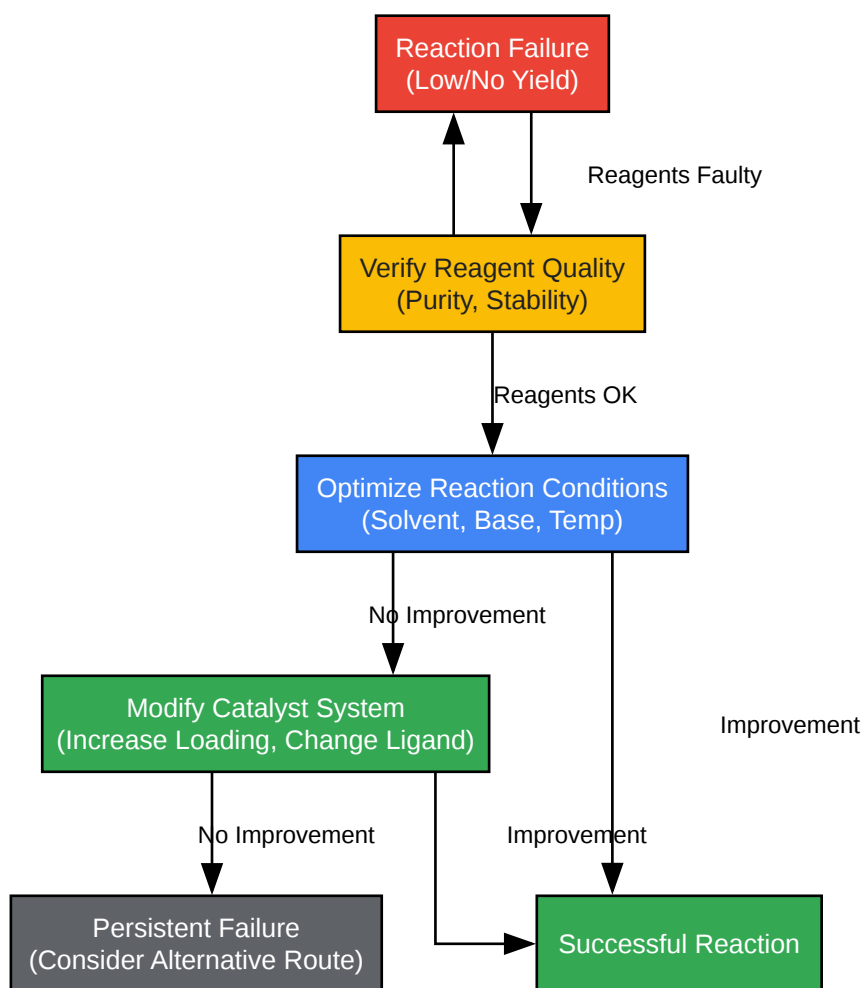 Reaction Failure
(Low/No Yield)
Reagents Faulty
Verify Reagent Quality
(Purity, Stability)
Reagents OK
Optimize Reaction Conditions
(Solvent, Base, Temp)
No Improvement
Modify Catalyst System
(Increase Loading, Change Ligand)
Improvement
No Improvement
Improvement
Persistent Failure
(Consider Alternative Route)
Successful Reaction